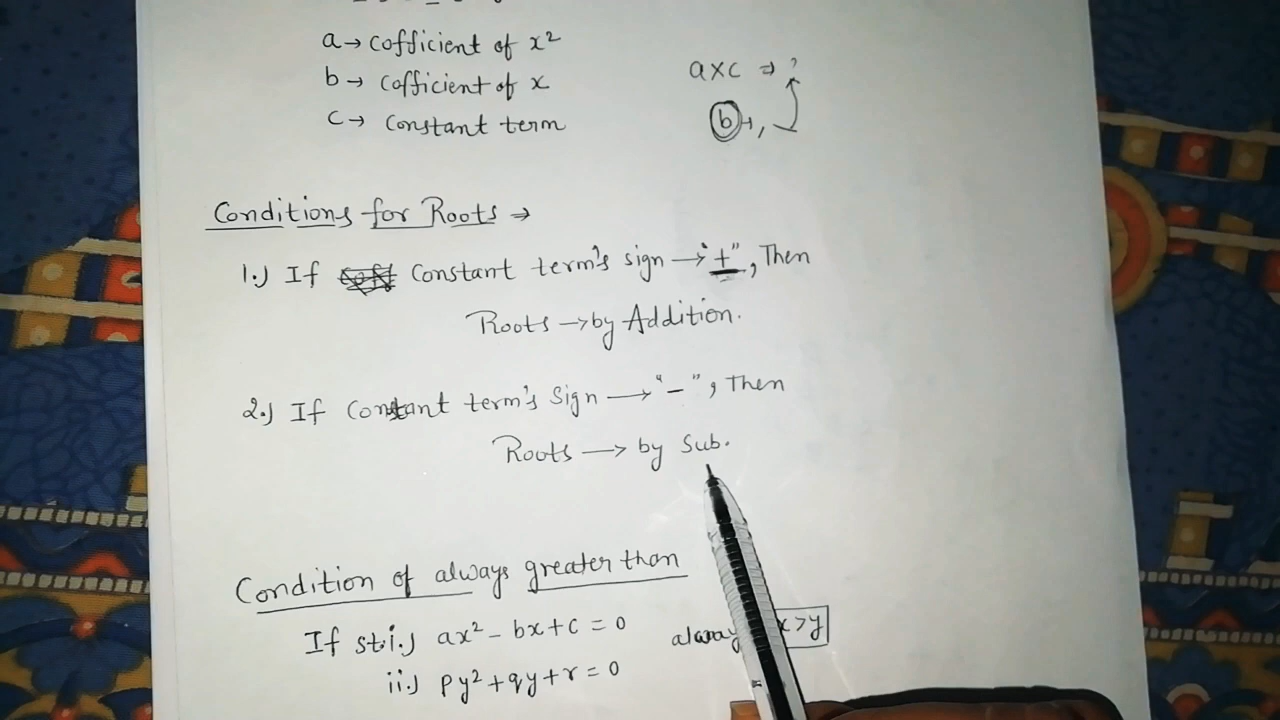 a→ cofficient of x²
b→ cofficient of x
c→ constant term
axc ⇒ ?
b→,
Conditions for Roots →
1.) If Constant term's sign → "+", Then
Roots → by Addition.
2.) If Constant term's Sign → "-", Then
Roots → by Sub.
Condition of always greater than
If st.i.) ax² - bx + c = 0
ii.) py² + qy + r = 0
always x>y